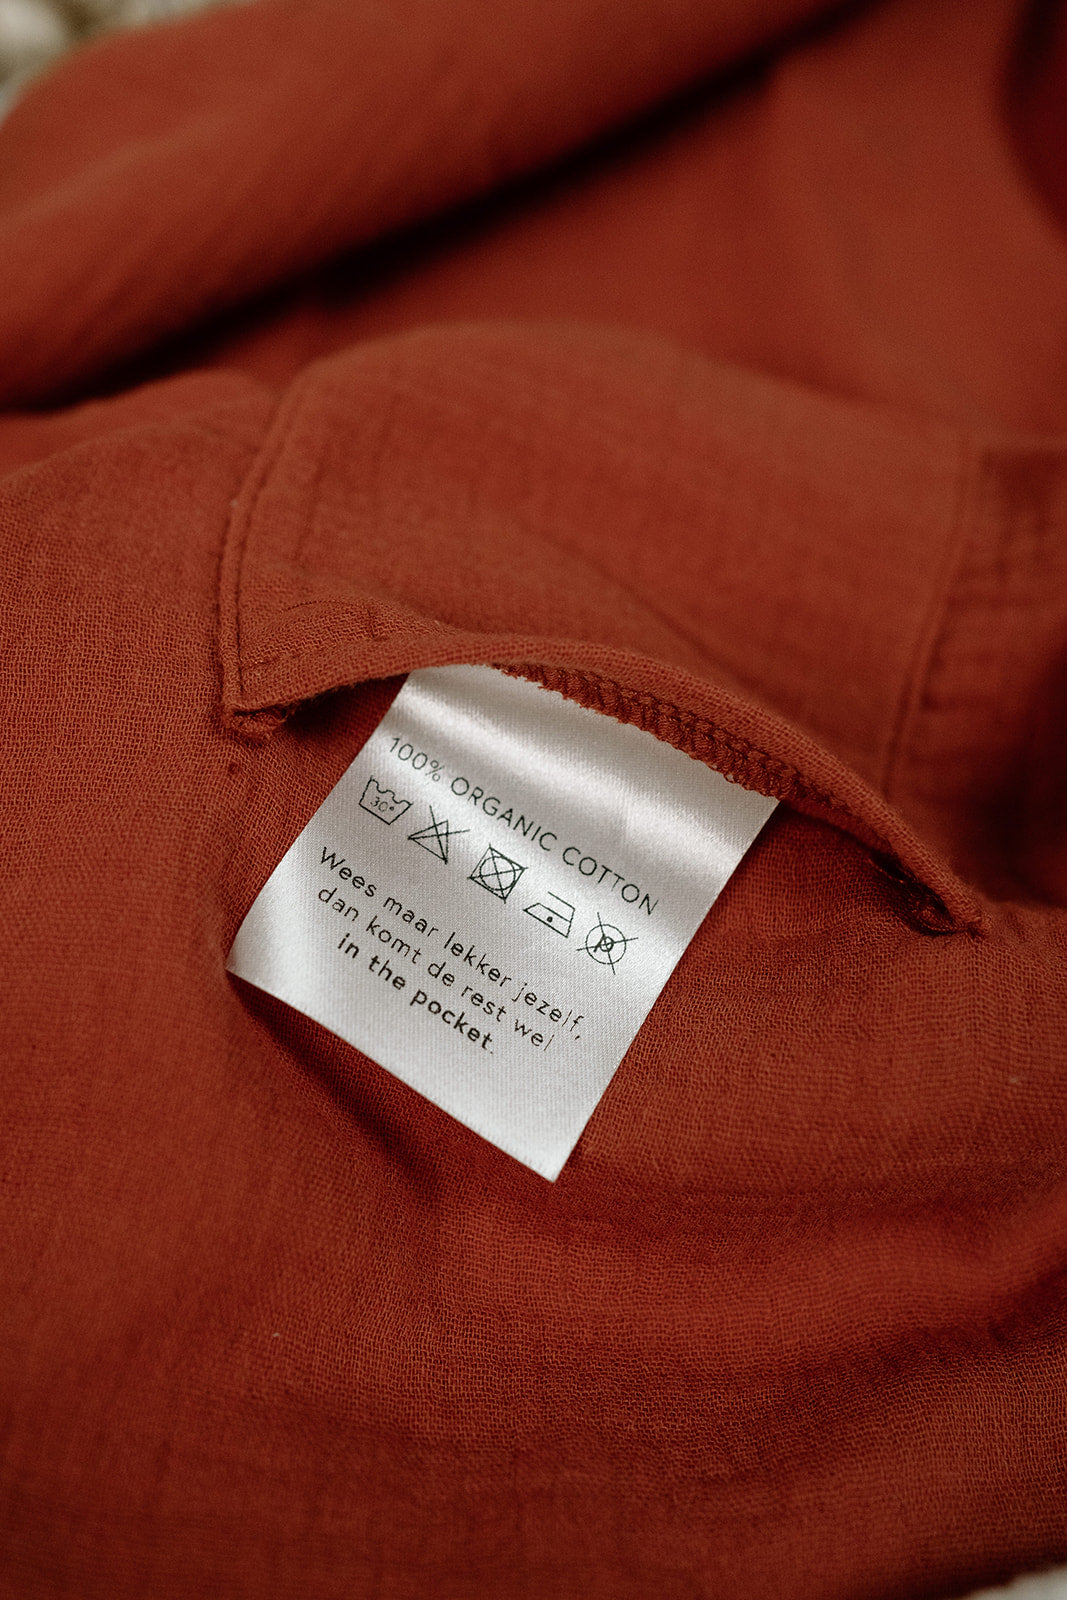 100% ORGANIC COTTON
30°
P
Wees maar lekker jezelf,
dan komt de rest wel
in the pocket.